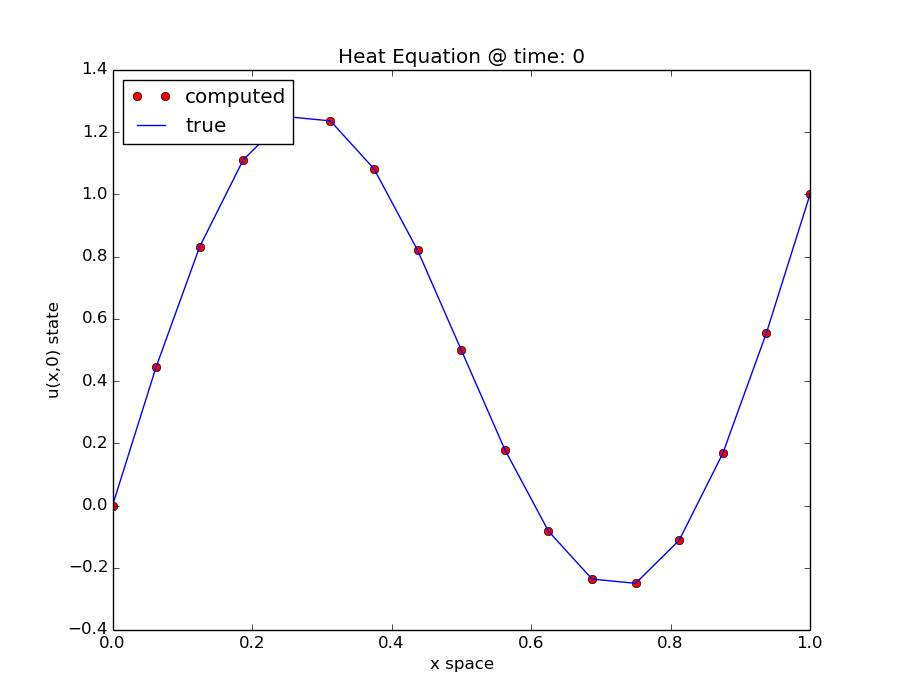 Heat Equation @ time: 0
computed
true
1.4
1.2
1.0
0.8
0.6
0.4
0.2
0.0
−0.2
−0.4
u(x,0) state
0.0 0.2 0.4 0.6 0.8 1.0
x space